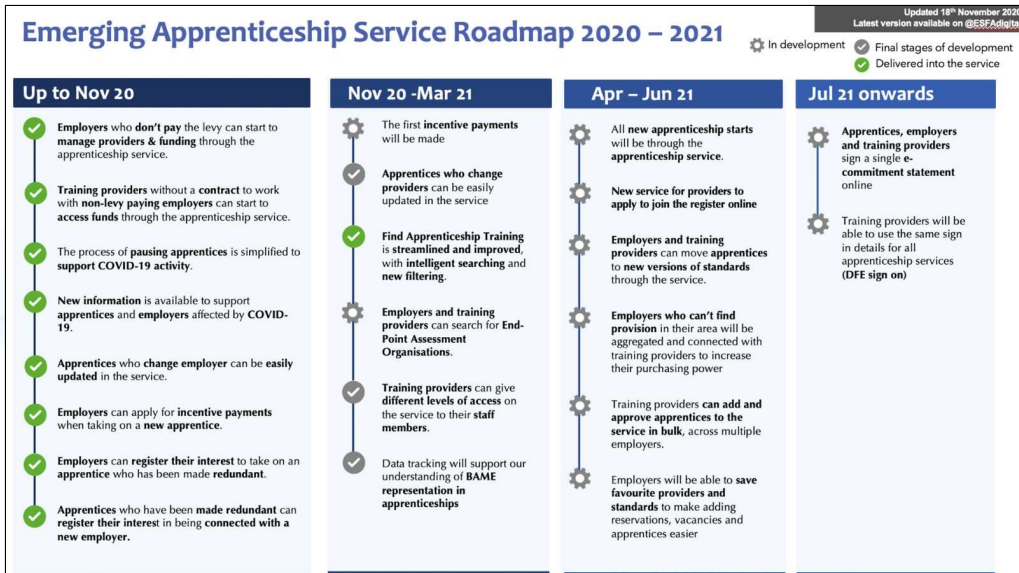 Updated 18th November 2020
Latest version available on @ESFAdigital
Emerging Apprenticeship Service Roadmap 2020 – 2021
In development
Final stages of development
Delivered into the service
Up to Nov 20
Employers who don't pay the levy can start to
manage providers & funding through the
apprenticeship service.
Training providers without a contract to work
with non-levy paying employers can start to
access funds through the apprenticeship service.
The process of pausing apprentices is simplified to
support COVID-19 activity.
New information is available to support
apprentices and employers affected by COVID-
19.
Apprentices who change employer can be easily
updated in the service.
Employers can apply for incentive payments
when taking on a new apprentice.
Employers can register their interest to take on an
apprentice who has been made redundant.
Apprentices who have been made redundant can
register their interest in being connected with a
new employer.
Nov 20 -Mar 21
The first incentive payments
will be made
Apprentices who change
providers can be easily
updated in the service
Find Apprenticeship Training
is streamlined and improved,
with intelligent searching and
new filtering.
Employers and training
providers can search for End-
Point Assessment
Organisations.
Training providers can give
different levels of access on
the service to their staff
members.
Data tracking will support our
understanding of BAME
representation in
apprenticeships
Apr – Jun 21
All new apprenticeship starts
will be through the
apprenticeship service.
New service for providers to
apply to join the register online
Employers and training
providers can move apprentices
to new versions of standards
through the service.
Employers who can't find
provision in their area will be
aggregated and connected with
training providers to increase
their purchasing power
Training providers can add and
approve apprentices to the
service in bulk, across multiple
employers.
Employers will be able to save
favourite providers and
standards to make adding
reservations, vacancies and
apprentices easier
Jul 21 onwards
Apprentices, employers
and training providers
sign a single e-
commitment statement
online
Training providers will be
able to use the same sign
in details for all
apprenticeship services
(DFE sign on)